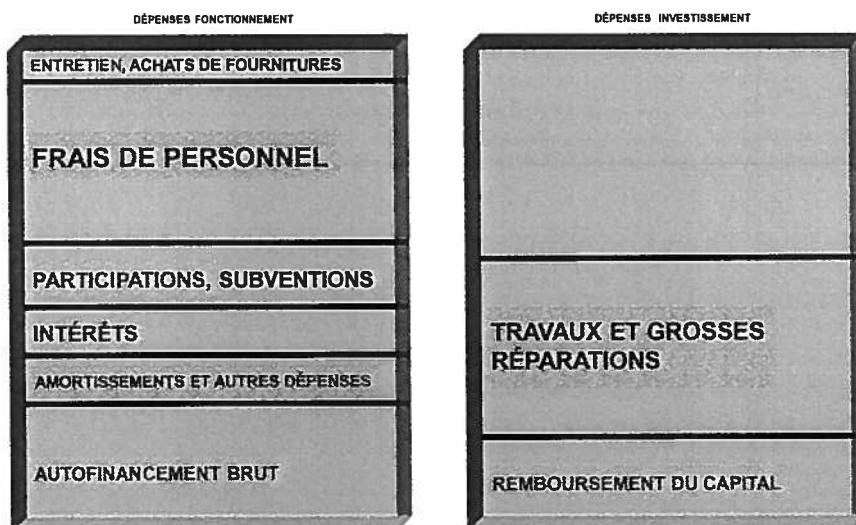 DÉPENSES FONCTIONNEMENT
ENTRETIEN, ACHATS DE FOURNITURES
FRAIS DE PERSONNEL
PARTICIPATIONS, SUBVENTIONS
INTÉRÊTS
AMORTISSEMENTS ET AUTRES DÉPENSES
AUTOFINANCEMENT BRUT
DÉPENSES INVESTISSEMENT
TRAVAUX ET GROSSES
RÉPARATIONS
REMBOURSEMENT DU CAPITAL